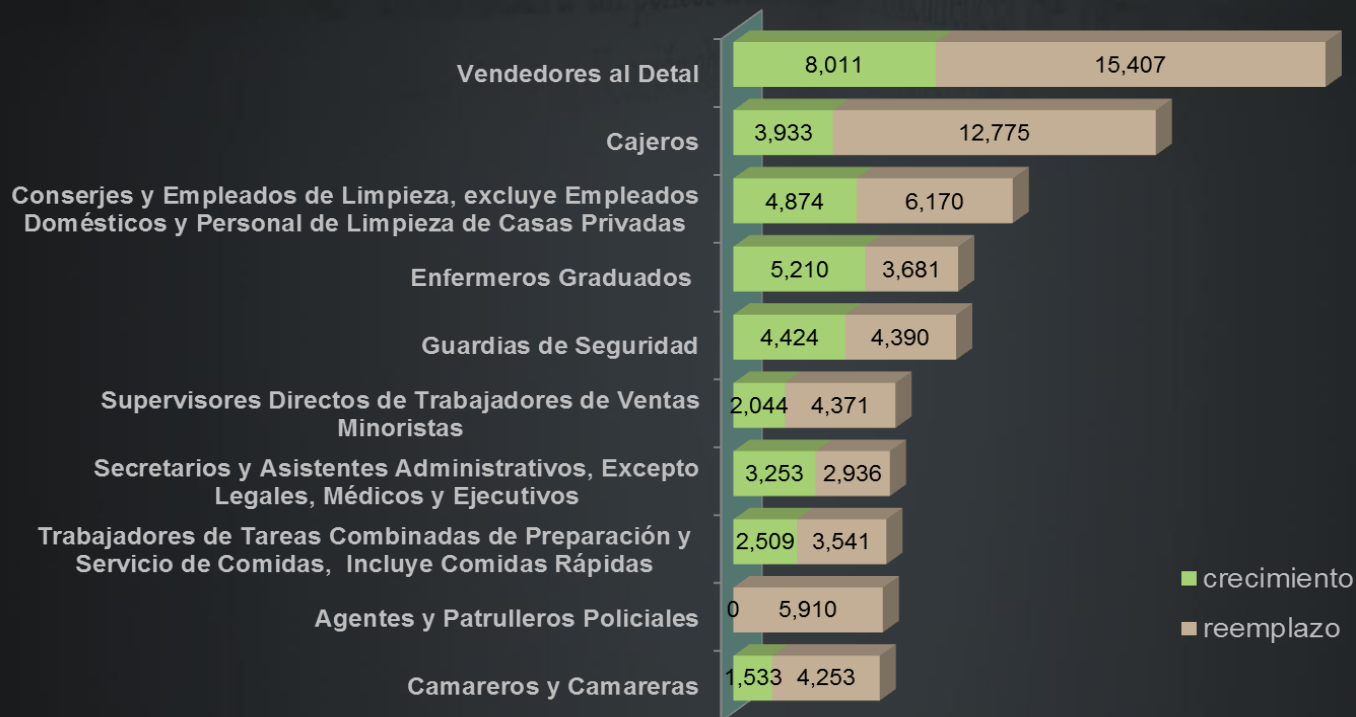 Vendedores al Detal
8,011 15,407
Cajeros
3,933 12,775
Conserjes y Empleados de Limpieza, excluye Empleados
Domésticos y Personal de Limpieza de Casas Privadas
4,874 6,170
Enfermeros Graduados
5,210 3,681
Guardias de Seguridad
4,424 4,390
Supervisores Directos de Trabajadores de Ventas
Minoristas
2,044 4,371
Secretarios y Asistentes Administrativos, Excepto
Legales, Médicos y Ejecutivos
3,253 2,936
Trabajadores de Tareas Combinadas de Preparación y
Servicio de Comidas, Incluye Comidas Rápidas
2,509 3,541
Agentes y Patrulleros Policiales
0 5,910
Camareros y Camareras
1,533 4,253
crecimiento
reemplazo